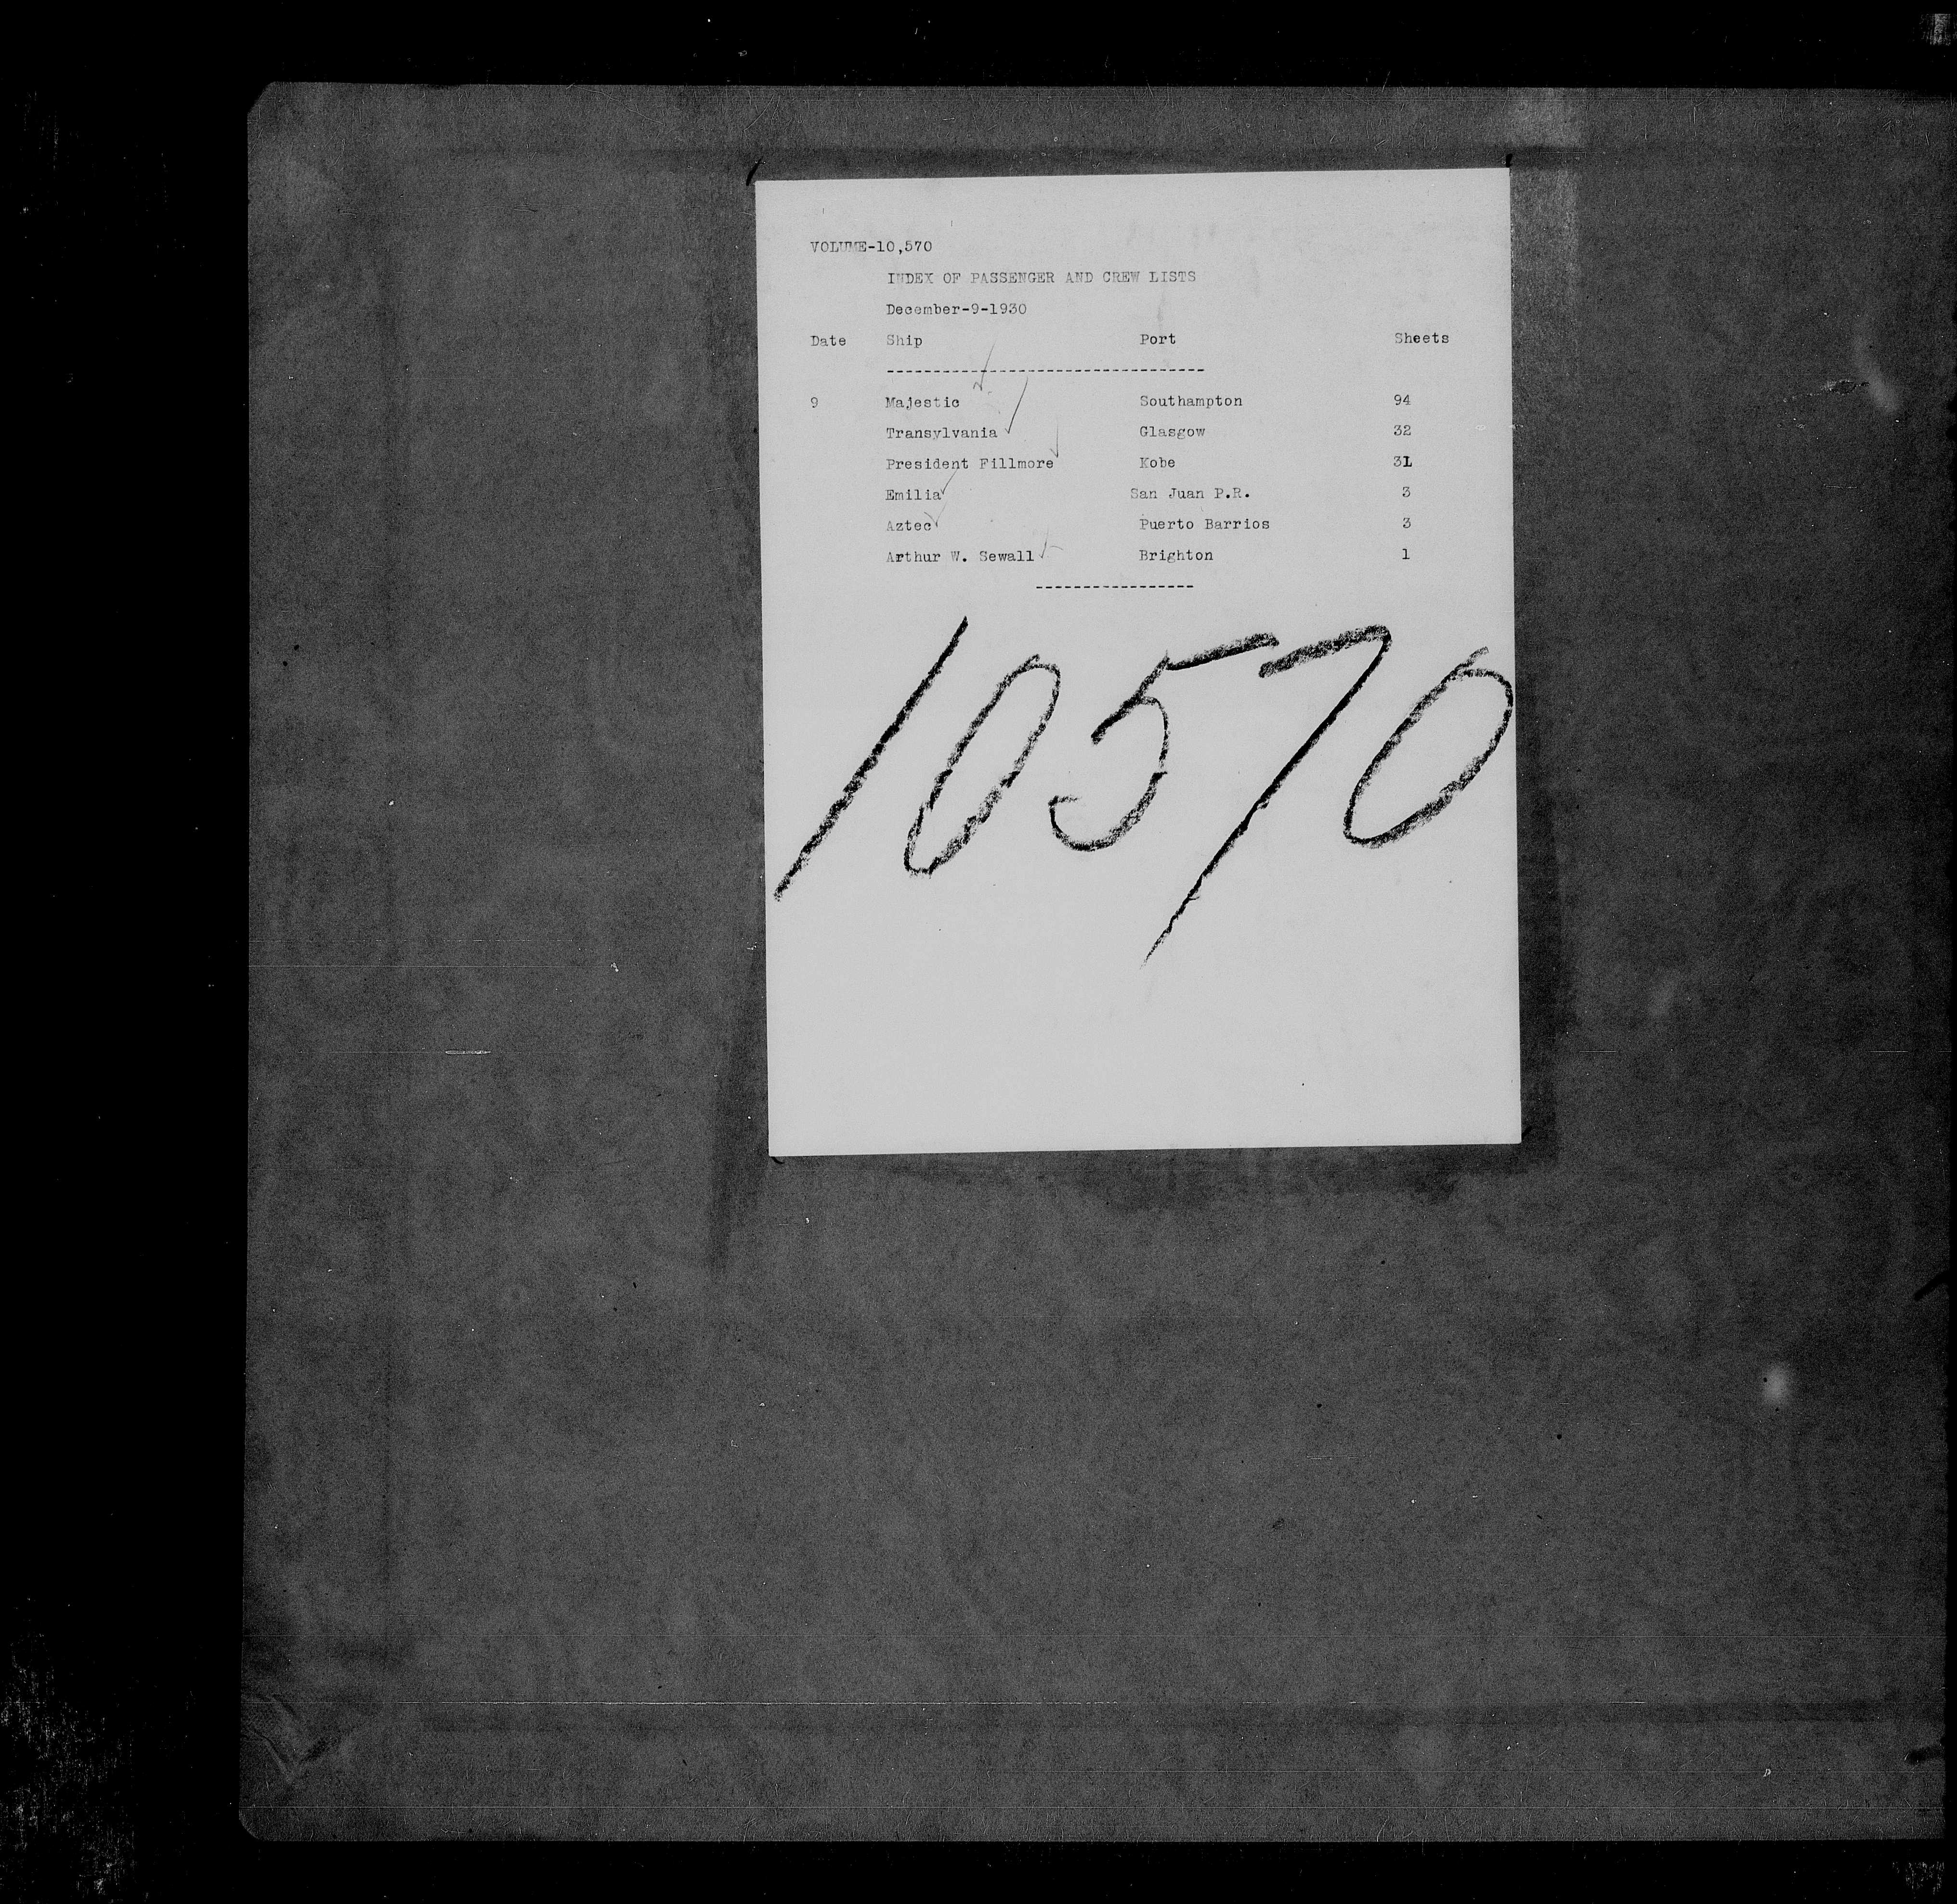 VOLUME-10,570
INDEX OF PASSENGER AND CREW LISTS
December-9-1930
Date Ship Port Sheets
---------------------------------
9 Majestic Southampton 94
Transylvania Glasgow 32
President Fillmore Kobe 31
Emilia San Juan P.R. 3
Aztec Puerto Barrios 3
Arthur W. Sewall Brighton 1
-----------------
10570